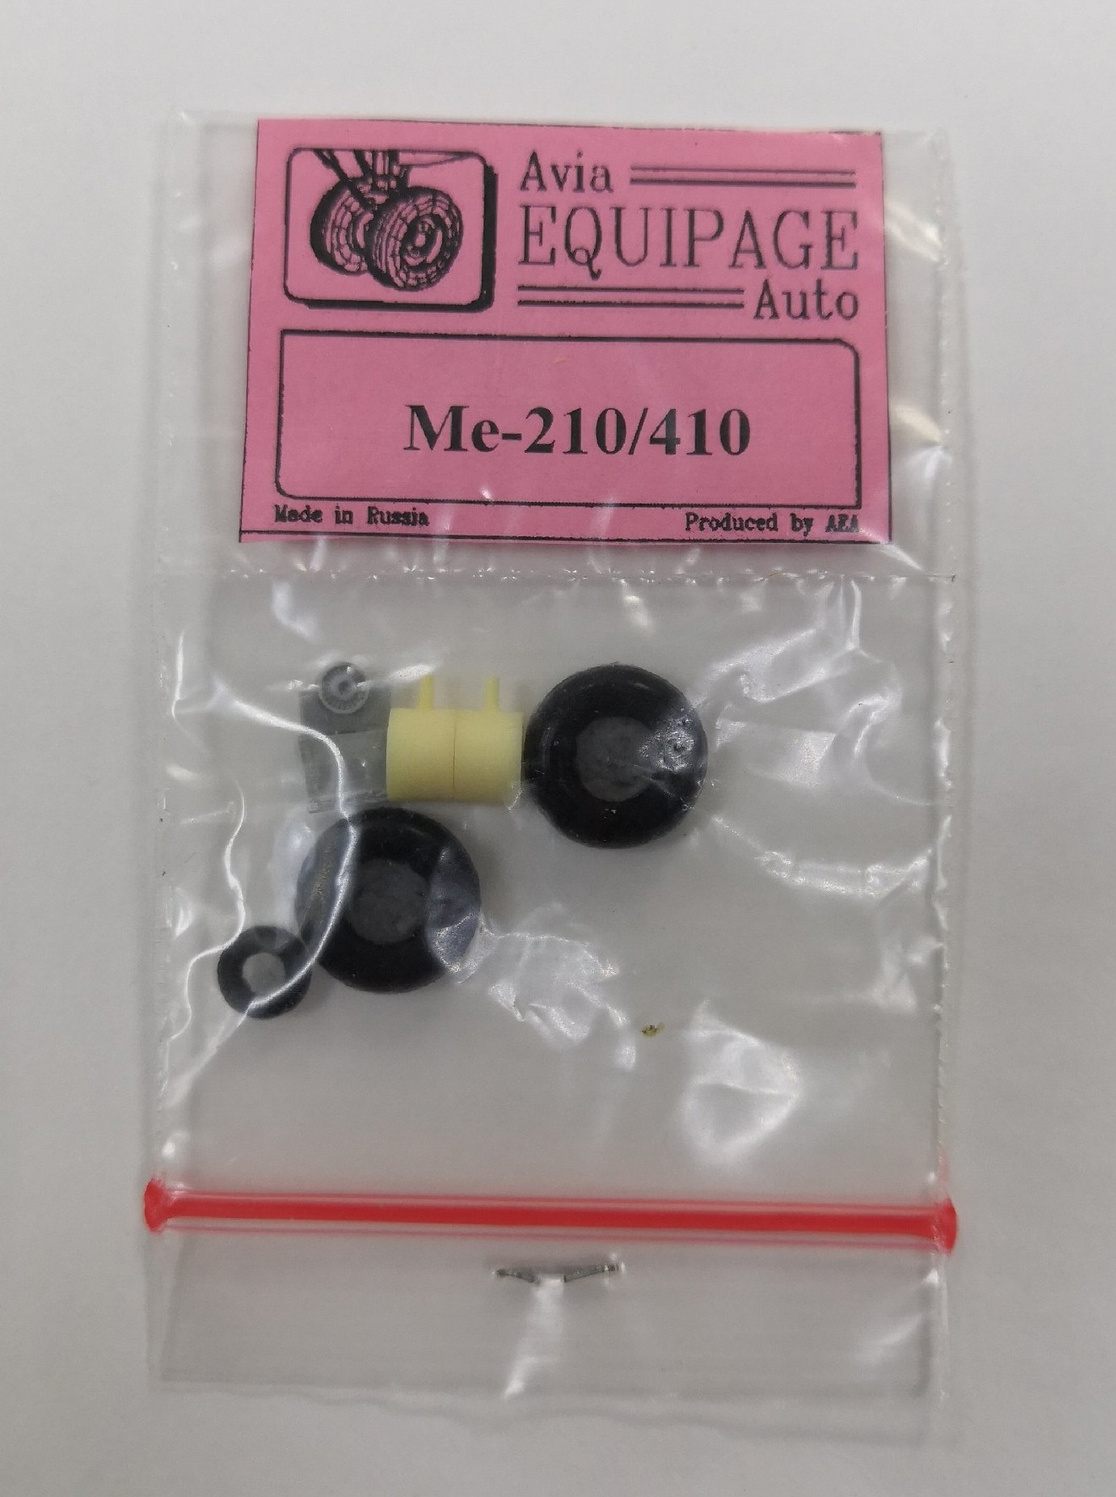 Avia
EQUIPAGE
Auto
Me-210/410
Made in Russia
Produced by AEA